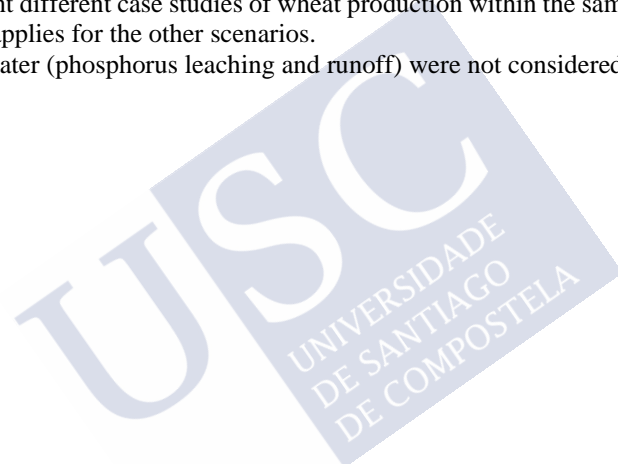 nt different case studies of wheat production within the sam
applies for the other scenarios.
ater (phosphorus leaching and runoff) were not considered
USC
UNIVERSIDADE
DE SANTIAGO
DE COMPOSTELA